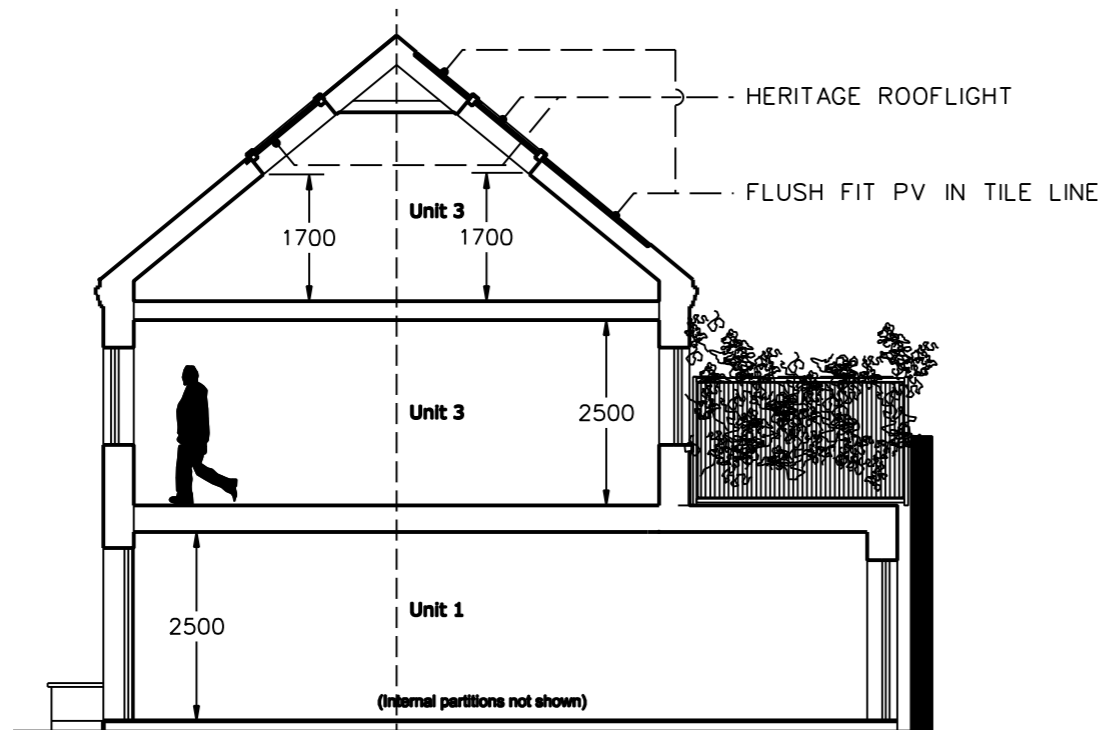 HERITAGE ROOFLIGHT
FLUSH FIT PV IN TILE LINE
Unit 3
1700
1700
Unit 3
2500
Unit 1
2500
(Internal partitions not shown)